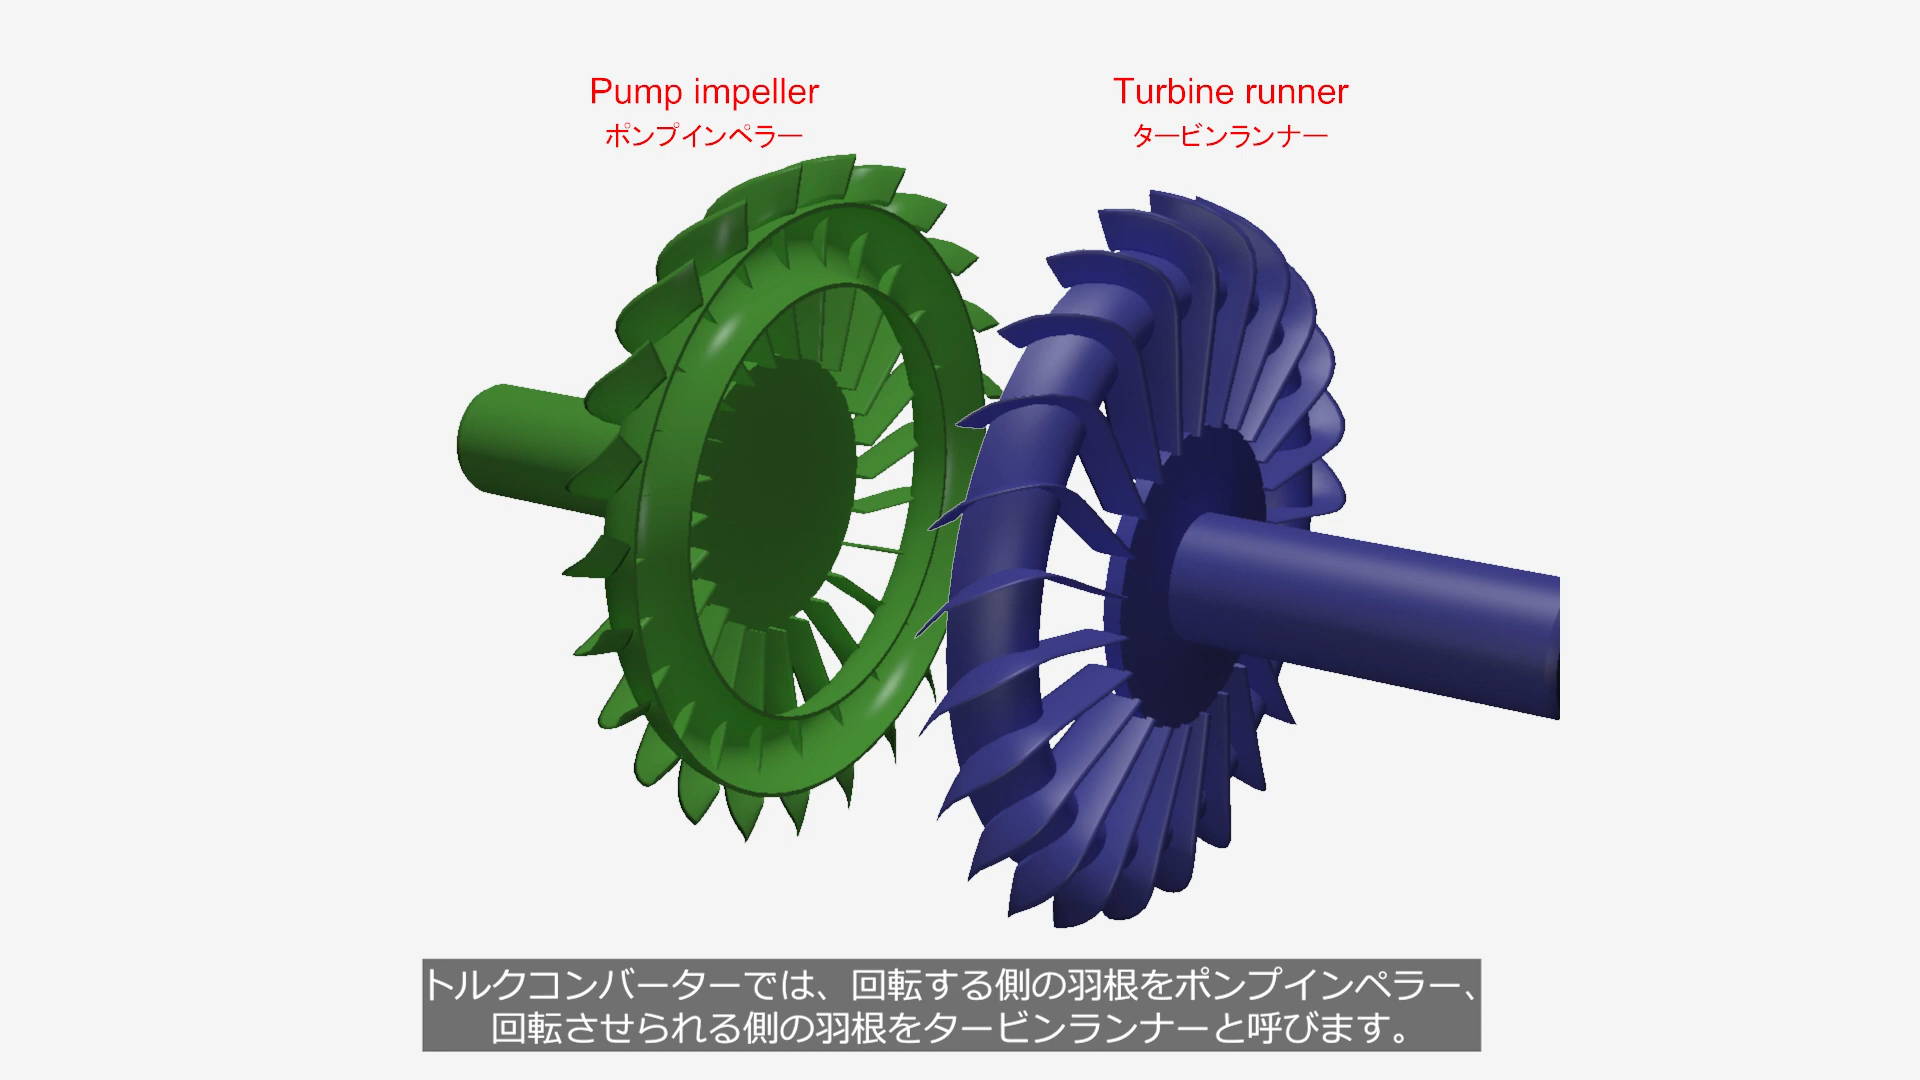 Pump impeller
ポンプインペラー
Turbine runner
タービンランナー
トルクコンバーターでは、回転する側の羽根をポンプインペラー、
回転させられる側の羽根をタービンランナーと呼びます。